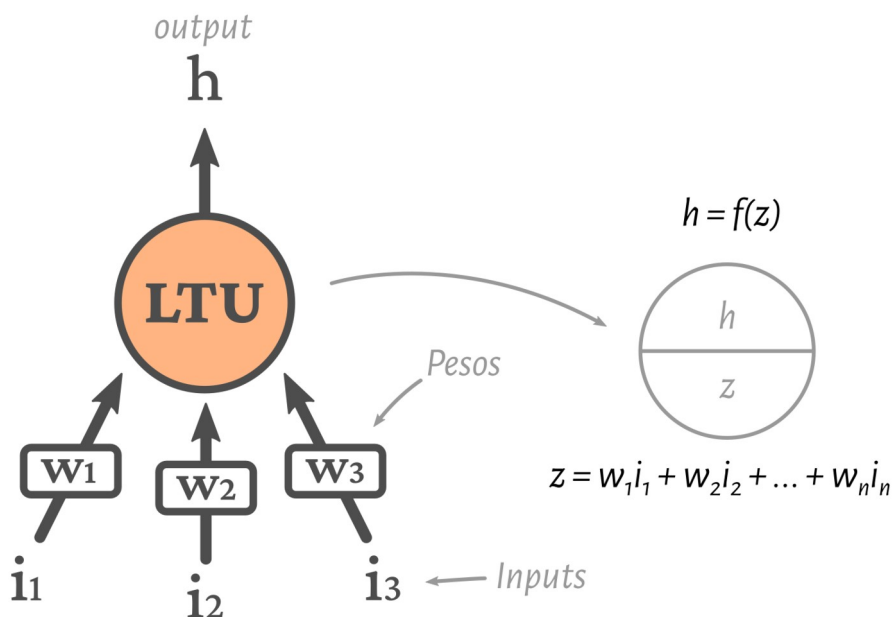 output
h
LTU
Pesos
w1
w2
w3
i1
i2
i3
Inputs
h = f(z)
h
z
z = w₁i₁ + w₂i₂ + ... + wₙiₙ